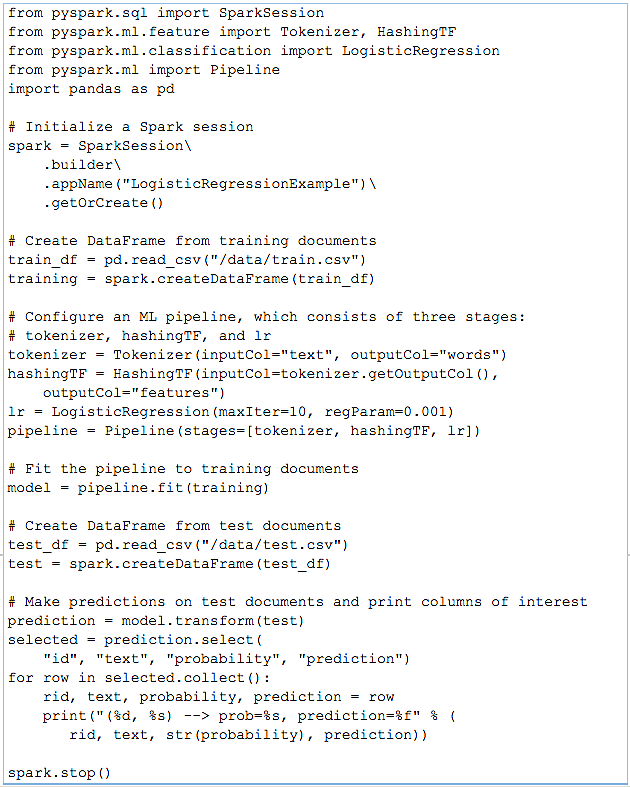 from pyspark.sql import SparkSession
from pyspark.ml.feature import Tokenizer, HashingTF
from pyspark.ml.classification import LogisticRegression
from pyspark.ml import Pipeline
import pandas as pd

# Initialize a Spark session
spark = SparkSession\
    .builder\
    .appName("LogisticRegressionExample")\
    .getOrCreate()

# Create DataFrame from training documents
train_df = pd.read_csv("/data/train.csv")
training = spark.createDataFrame(train_df)

# Configure an ML pipeline, which consists of three stages:
# tokenizer, hashingTF, and lr
tokenizer = Tokenizer(inputCol="text", outputCol="words")
hashingTF = HashingTF(inputCol=tokenizer.getOutputCol(),
    outputCol="features")
lr = LogisticRegression(maxIter=10, regParam=0.001)
pipeline = Pipeline(stages=[tokenizer, hashingTF, lr])

# Fit the pipeline to training documents
model = pipeline.fit(training)

# Create DataFrame from test documents
test_df = pd.read_csv("/data/test.csv")
test = spark.createDataFrame(test_df)

# Make predictions on test documents and print columns of interest
prediction = model.transform(test)
selected = prediction.select(
    "id", "text", "probability", "prediction")
for row in selected.collect():
    rid, text, probability, prediction = row
    print("(%d, %s) --> prob=%s, prediction=%f" % (
       rid, text, str(probability), prediction))

spark.stop()